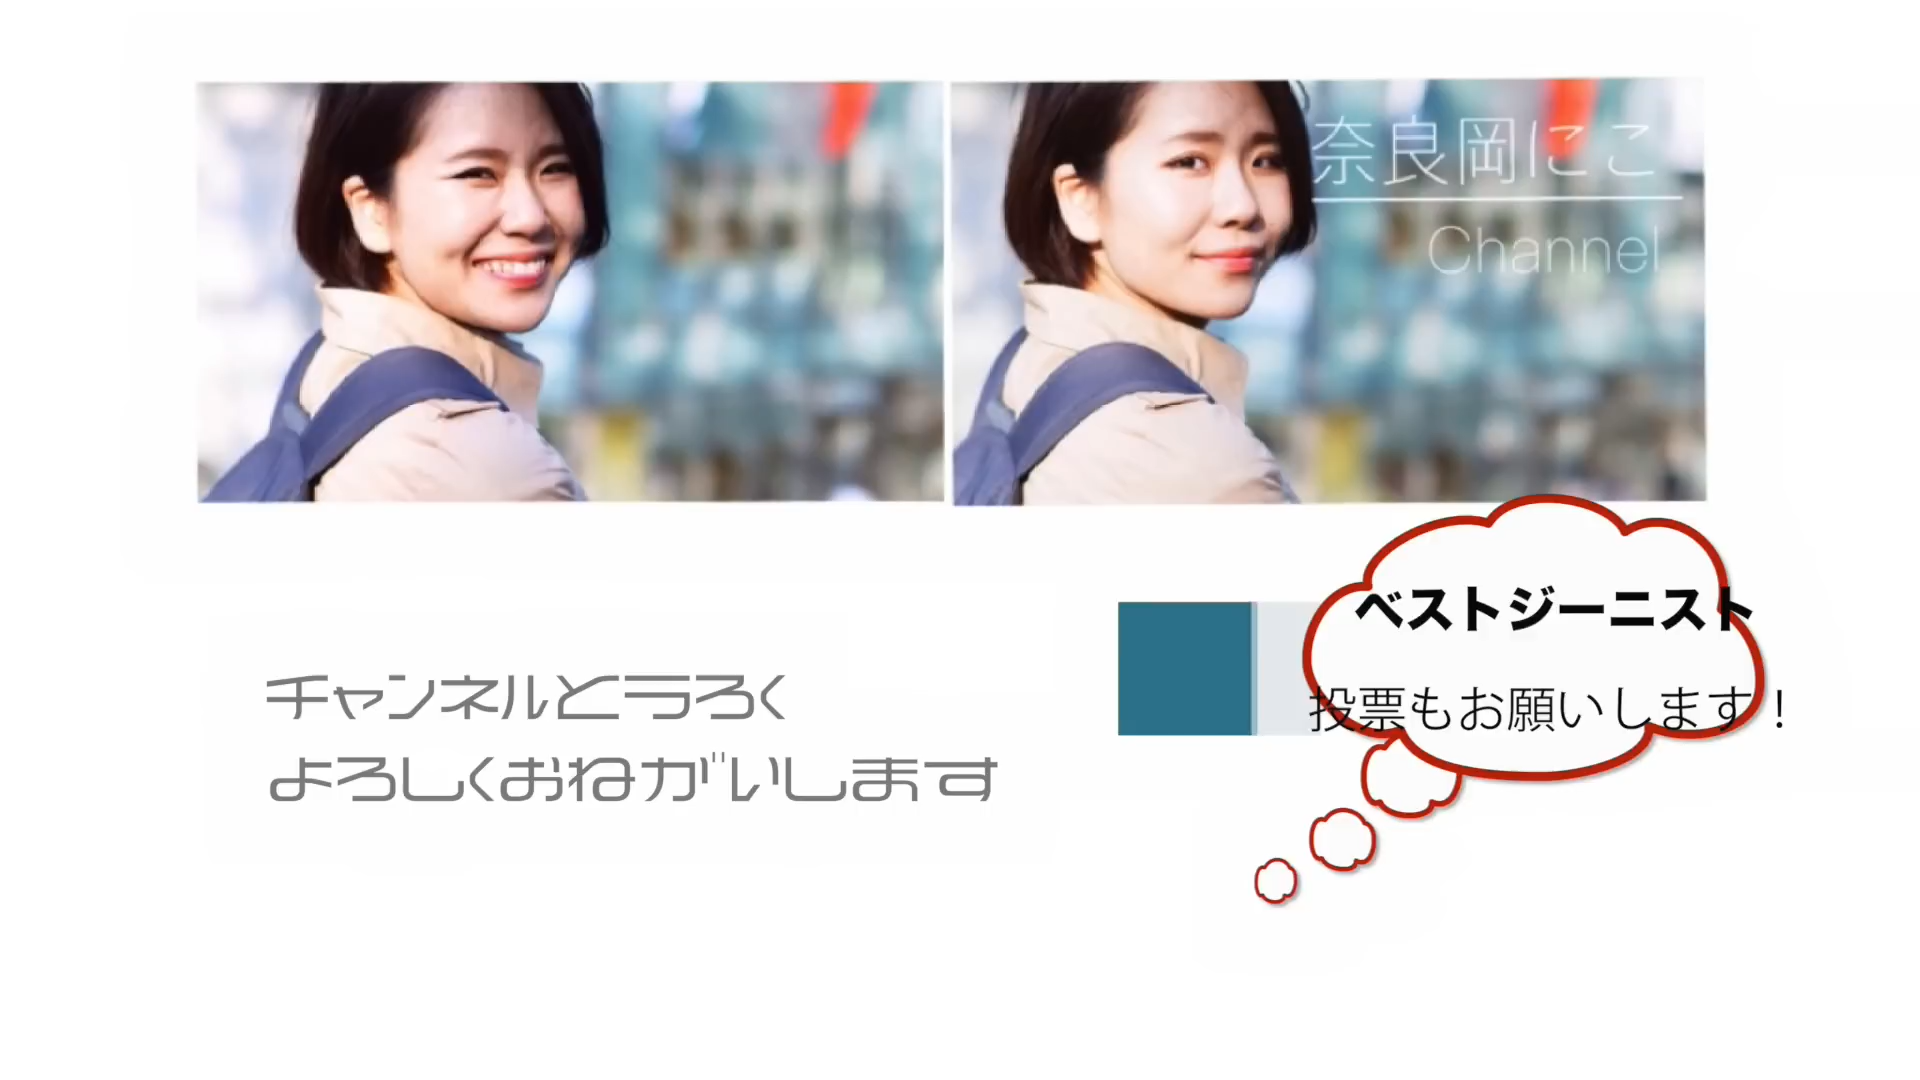 奈良岡にこ
Channel
チャンネルとうろく
よろしくおねがいします
ベストジーニスト
投票もお願いします！